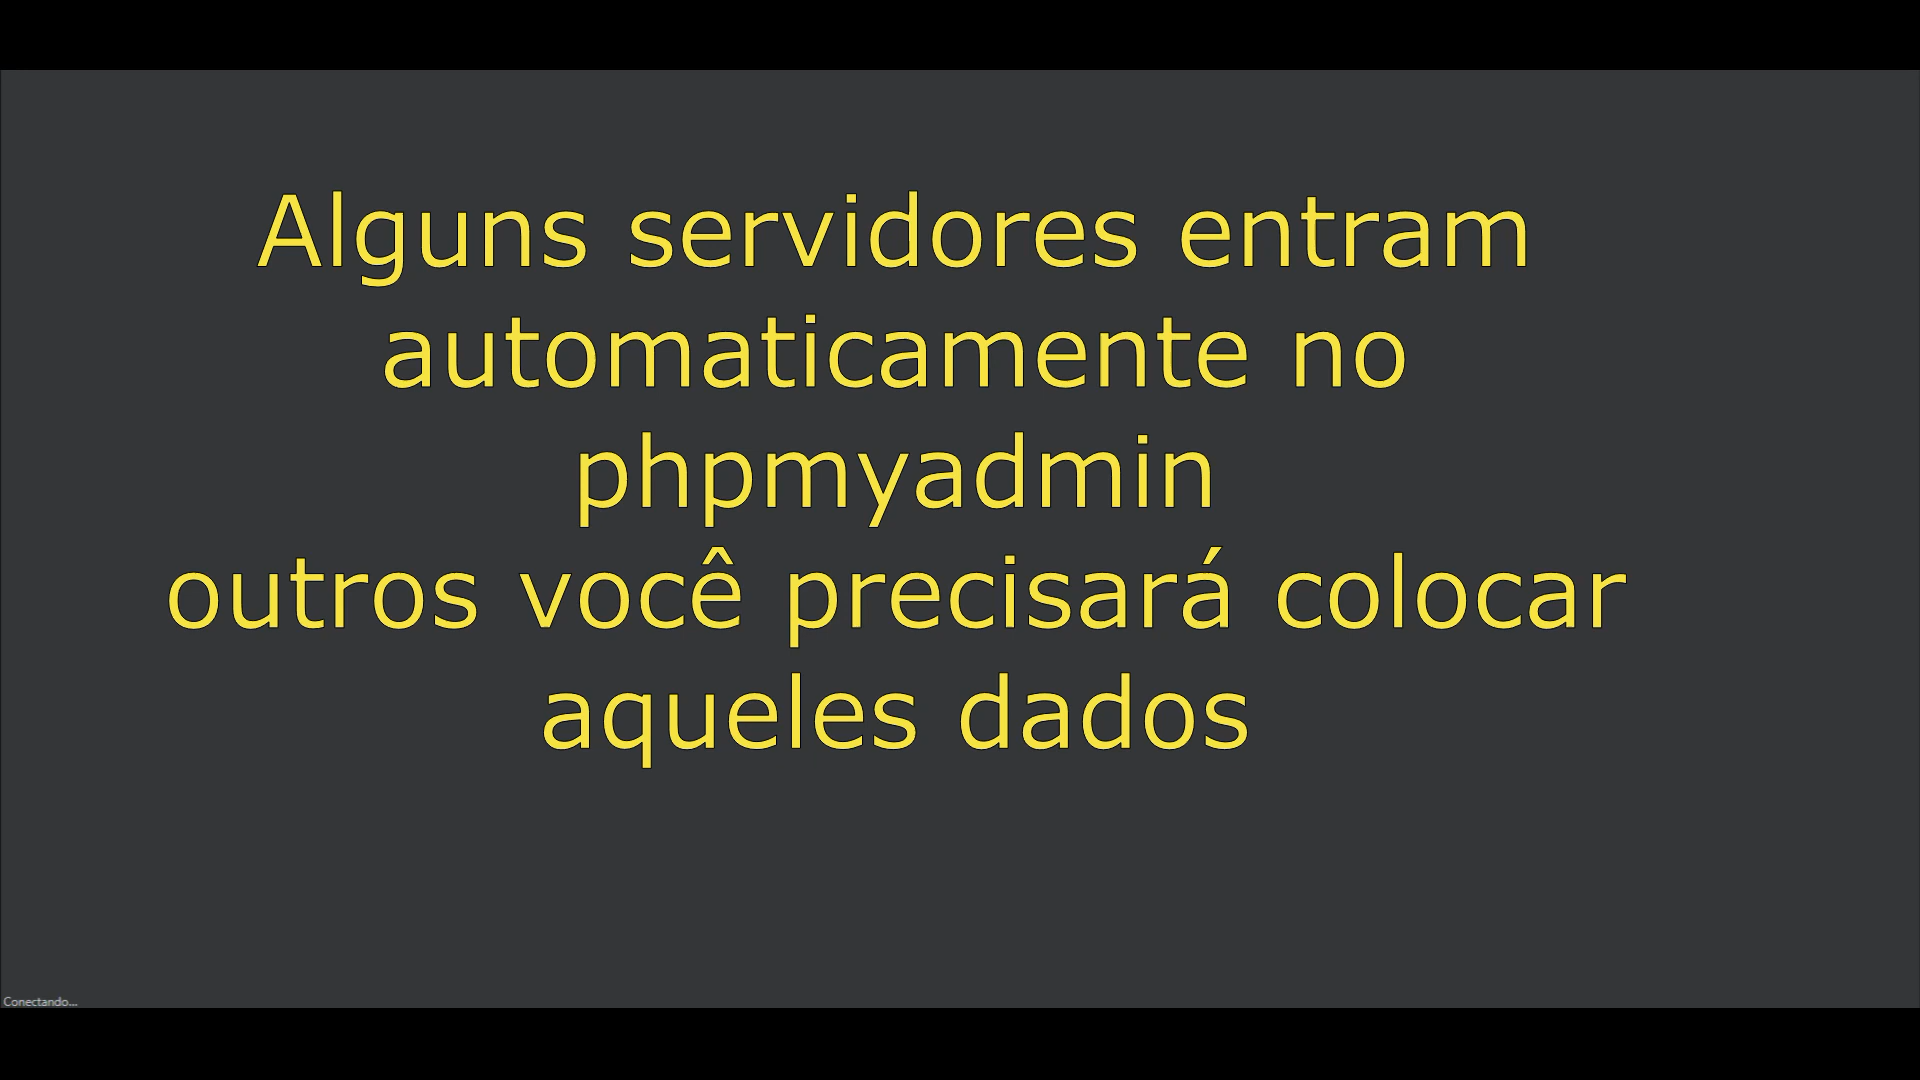 Alguns servidores entram
automaticamente no
phpmyadmin
outros você precisará colocar
aqueles dados
Conectando...